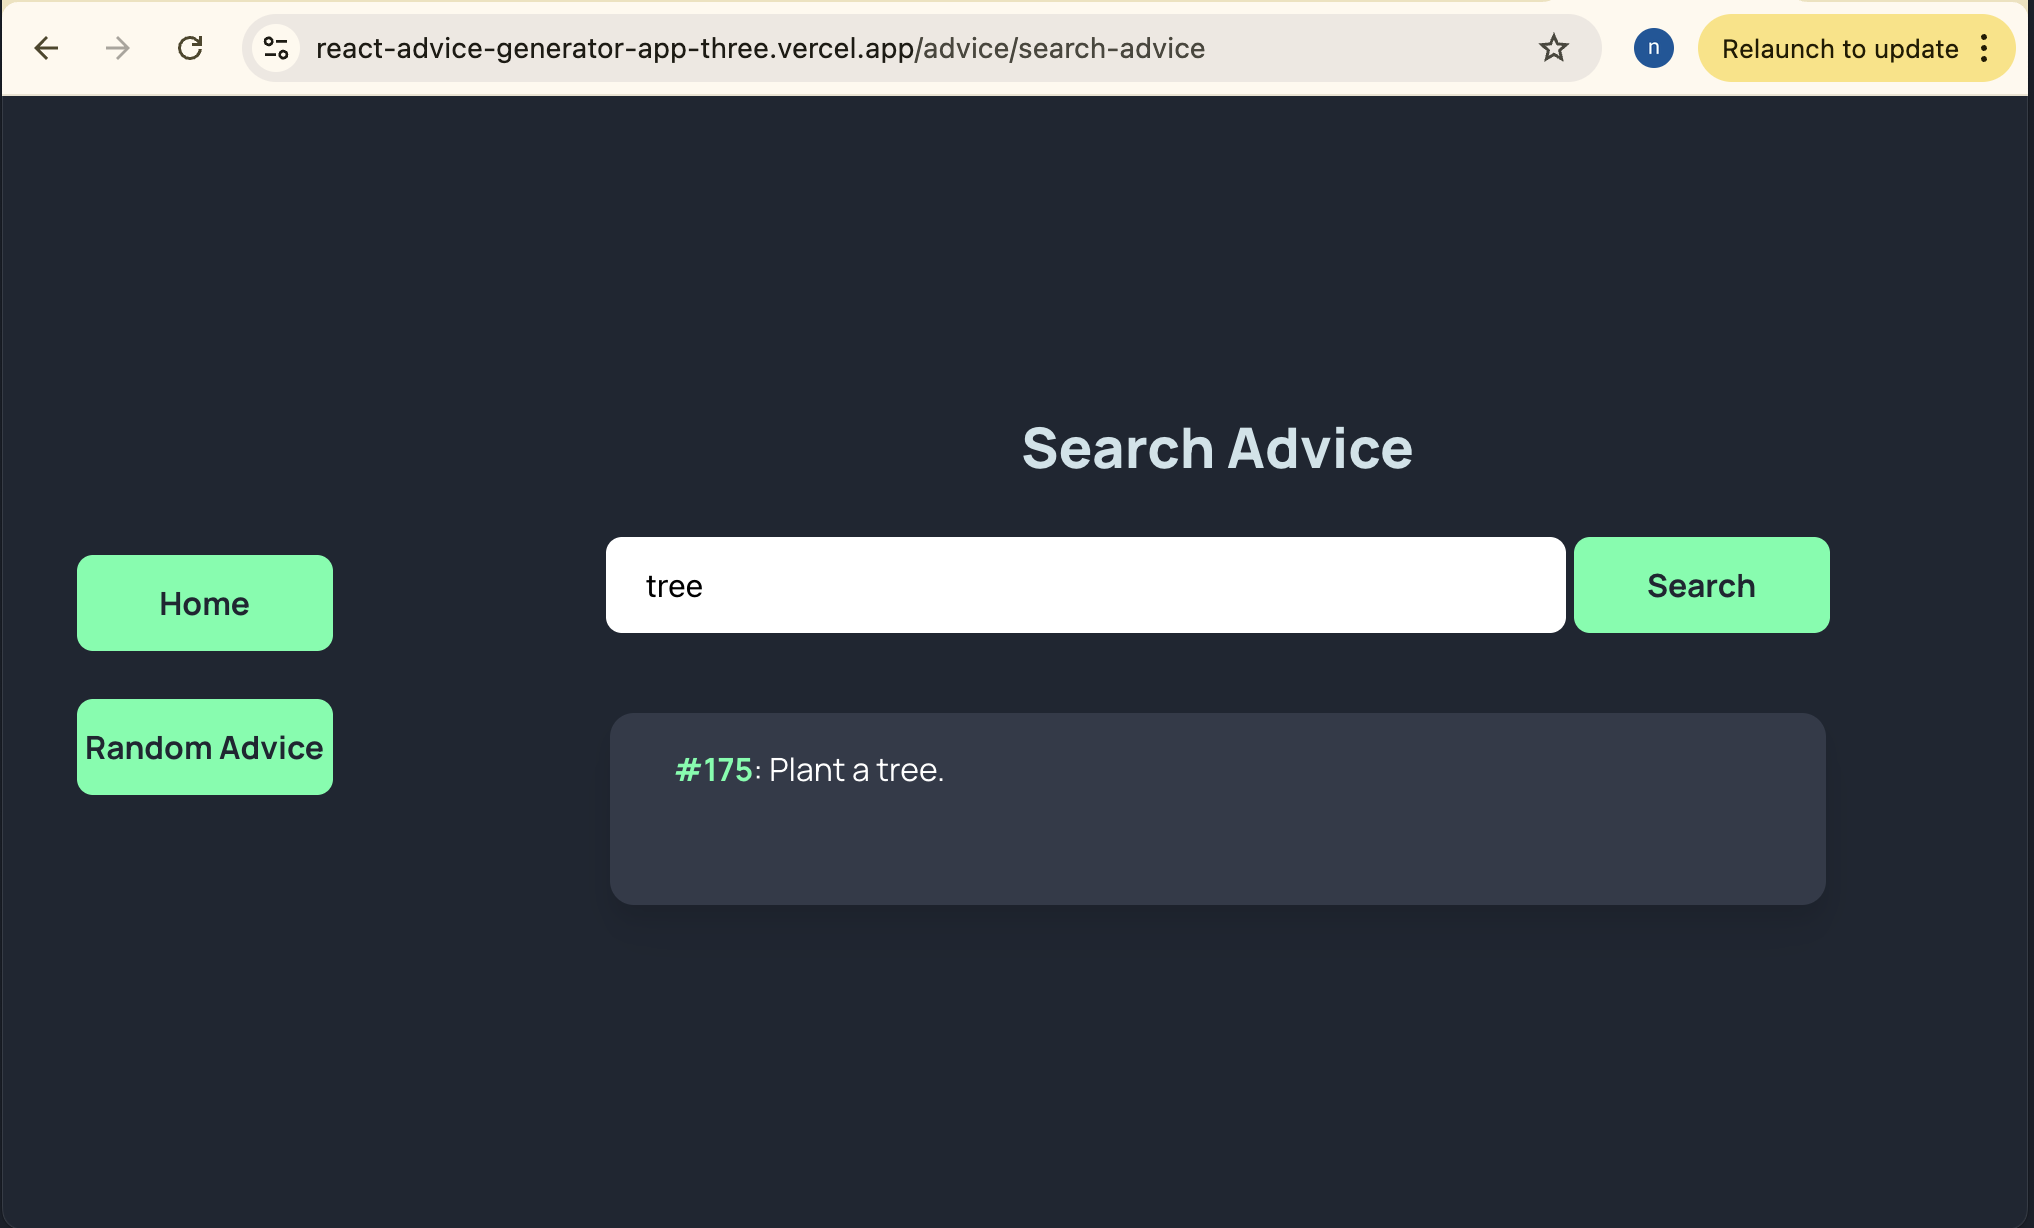 react-advice-generator-app-three.vercel.app/advice/search-advice
n
Relaunch to update
Search Advice
Home
tree
Search
Random Advice
#175: Plant a tree.